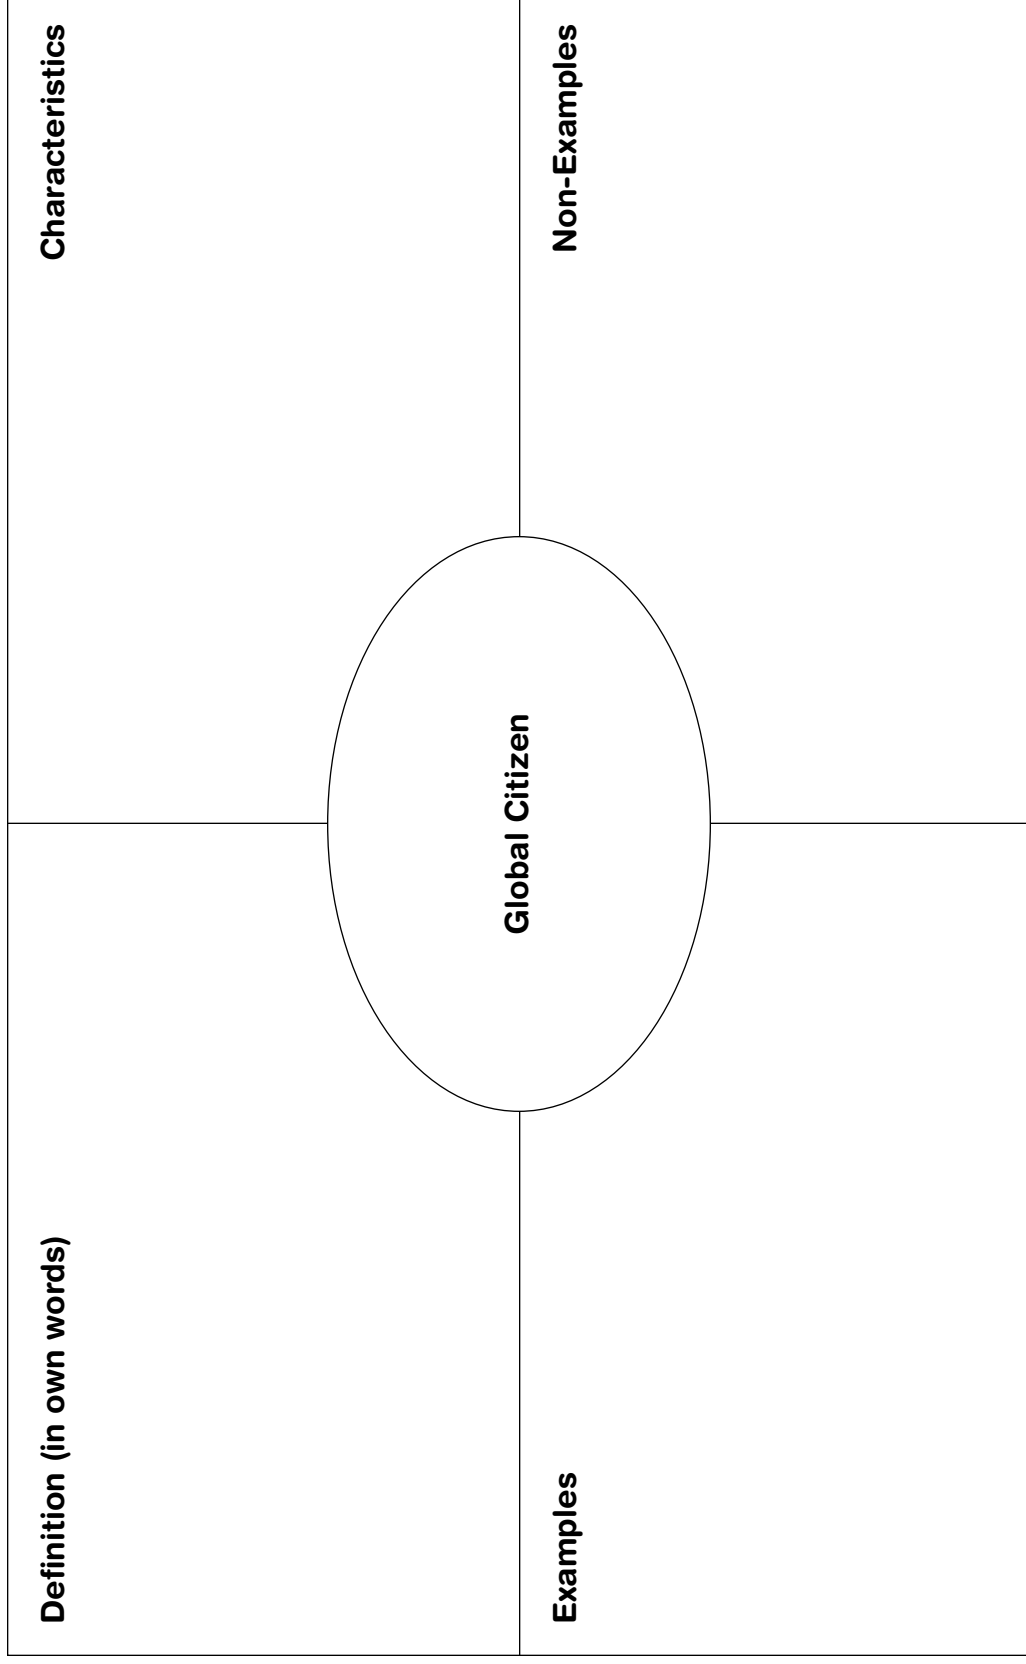 Definition (in own words)
Characteristics
Global Citizen
Examples
Non-Examples